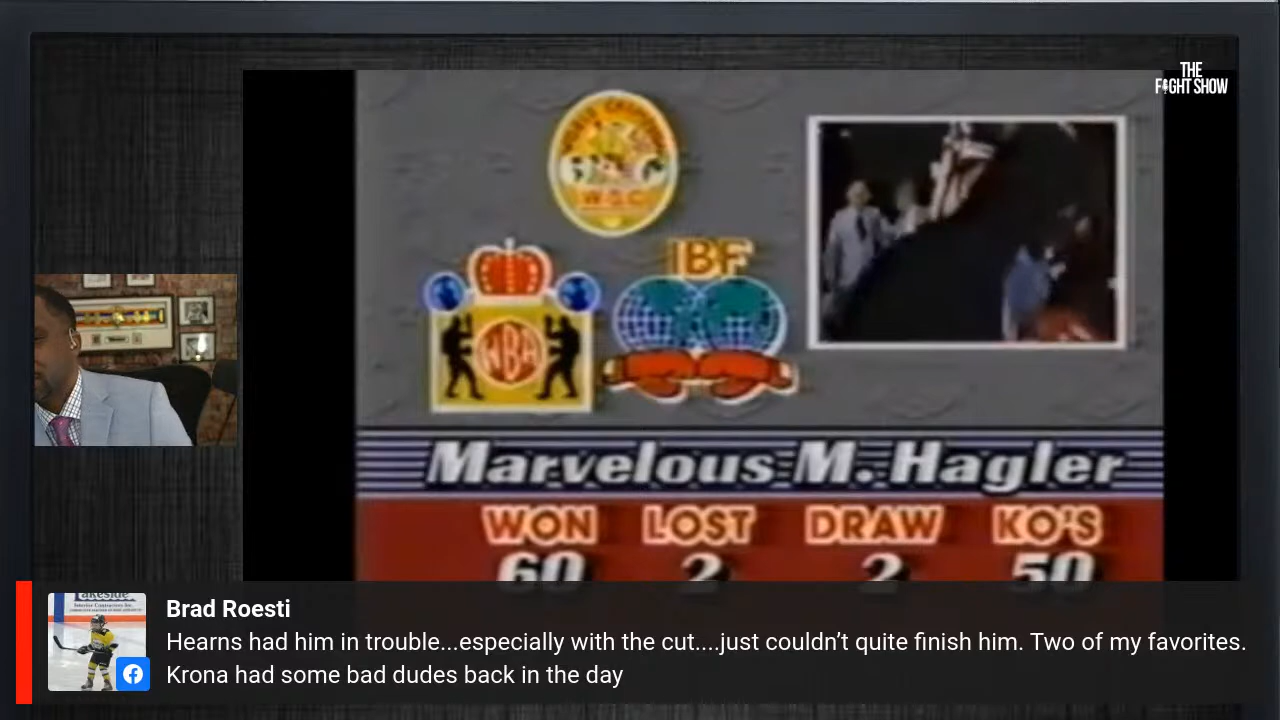 THE
FIGHT SHOW
WBC
IBF
WBA
Marvelous M. Hagler
WON LOST DRAW KO'S
60 2 2 50
Lakeside
Brad Roesti
Hearns had him in trouble...especially with the cut....just couldn’t quite finish him. Two of my favorites.
Krona had some bad dudes back in the day